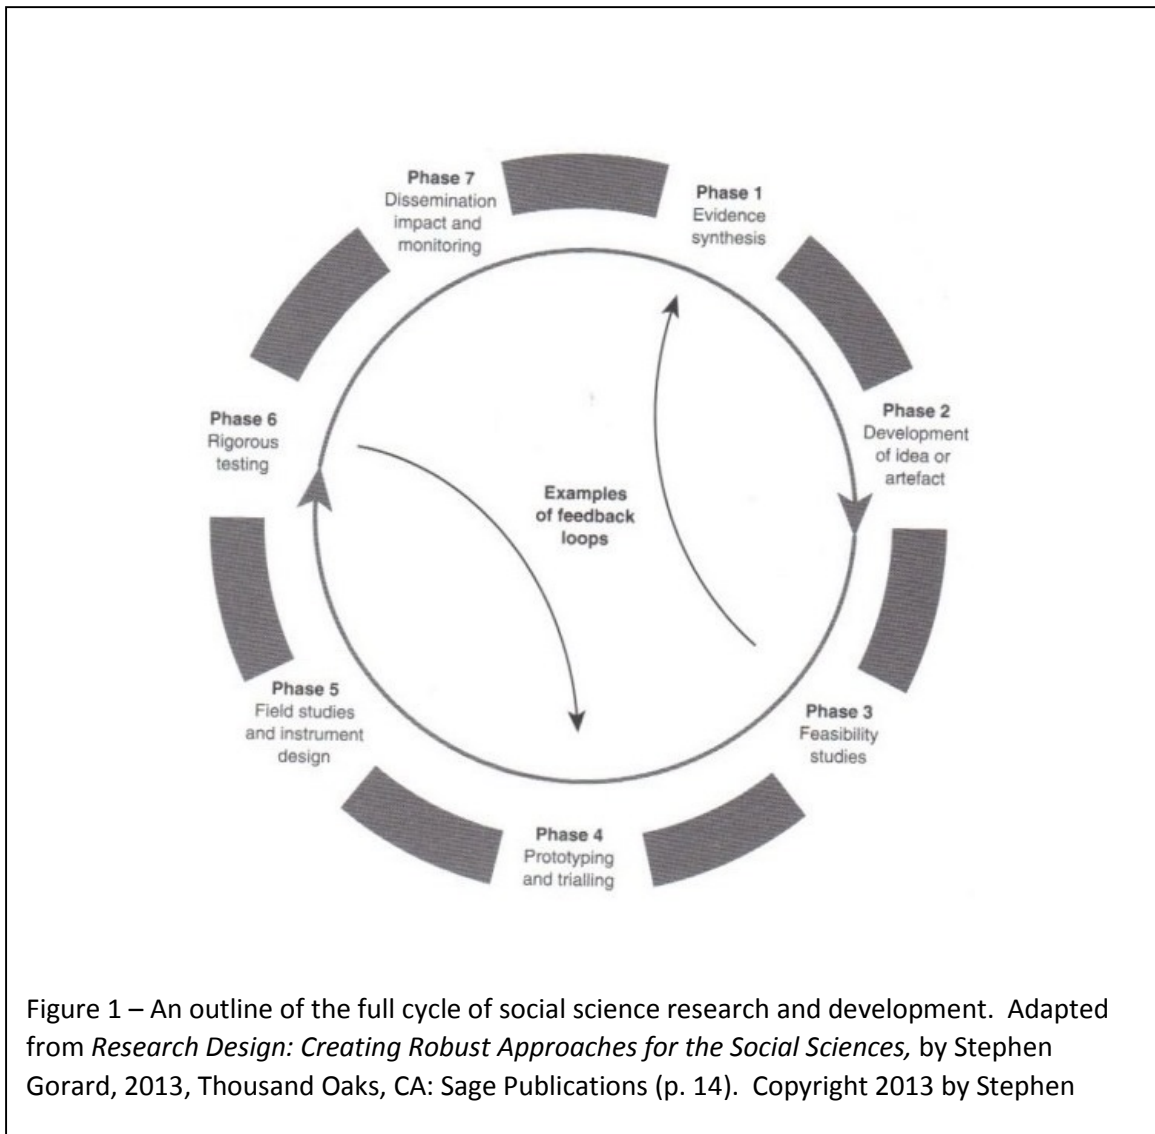 Phase 7
Dissemination
impact and
monitoring
Phase 1
Evidence
synthesis
Phase 2
Development
of idea or
artefact
Phase 6
Rigorous
testing
Examples
of feedback
loops
Phase 5
Field studies
and instrument
design
Phase 3
Feasibility
studies
Phase 4
Prototyping
and trialling
Figure 1 – An outline of the full cycle of social science research and development.  Adapted
from Research Design: Creating Robust Approaches for the Social Sciences, by Stephen
Gorard, 2013, Thousand Oaks, CA: Sage Publications (p. 14).  Copyright 2013 by Stephen